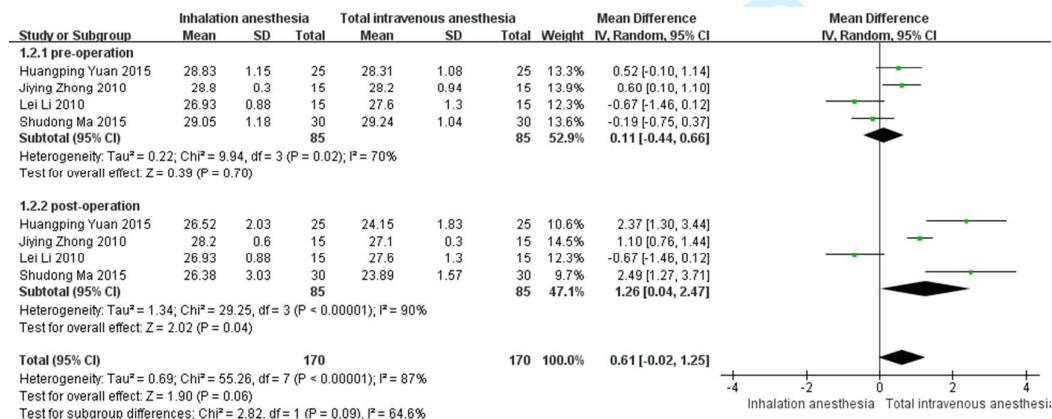 Inhalation anesthesia Total intravenous anesthesia Mean Difference Mean Difference
Study or Subgroup Mean SD Total Mean SD Total Weight IV, Random, 95% CI IV, Random, 95% CI
1.2.1 pre-operation
Huangping Yuan 2015 28.83 1.15 25 28.31 1.08 25 13.3% 0.52 [-0.10, 1.14]
Jiying Zhong 2010 28.8 0.3 15 28.2 0.94 15 13.9% 0.60 [0.10, 1.10]
Lei Li 2010 26.93 0.88 15 27.6 1.3 15 12.3% -0.67 [-1.46, 0.12]
Shudong Ma 2015 29.05 1.18 30 29.24 1.04 30 13.6% -0.19 [-0.75, 0.37]
Subtotal (95% CI) 85 85 52.9% 0.11 [-0.44, 0.66]
Heterogeneity: Tau² = 0.22; Chi² = 9.94, df = 3 (P = 0.02); I² = 70%
Test for overall effect: Z = 0.39 (P = 0.70)
1.2.2 post-operation
Huangping Yuan 2015 26.52 2.03 25 24.15 1.83 25 10.6% 2.37 [1.30, 3.44]
Jiying Zhong 2010 28.2 0.6 15 27.1 0.3 15 14.5% 1.10 [0.76, 1.44]
Lei Li 2010 26.93 0.88 15 27.6 1.3 15 12.3% -0.67 [-1.46, 0.12]
Shudong Ma 2015 26.38 3.03 30 23.89 1.57 30 9.7% 2.49 [1.27, 3.71]
Subtotal (95% CI) 85 85 47.1% 1.26 [0.04, 2.47]
Heterogeneity: Tau² = 1.34; Chi² = 29.25, df = 3 (P < 0.00001); I² = 90%
Test for overall effect: Z = 2.02 (P = 0.04)
Total (95% CI) 170 170 100.0% 0.61 [-0.02, 1.25]
Heterogeneity: Tau² = 0.69; Chi² = 55.26, df = 7 (P < 0.00001); I² = 87%
Test for overall effect: Z = 1.90 (P = 0.06)
Test for subgroup differences: Chi² = 2.82, df = 1 (P = 0.09), I² = 64.6%
-4 -2 0 2 4
Inhalation anesthesia Total intravenous anesthesia